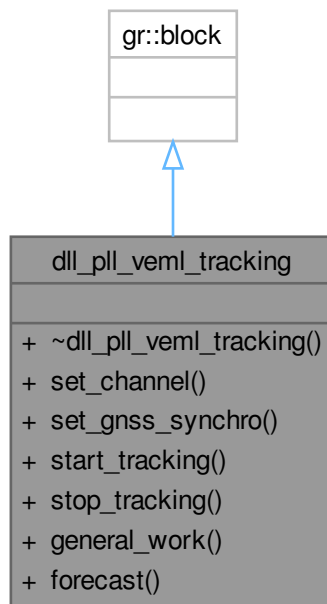 gr::block
dll_pll_veml_tracking
+ ~dll_pll_veml_tracking()
+ set_channel()
+ set_gnss_synchro()
+ start_tracking()
+ stop_tracking()
+ general_work()
+ forecast()